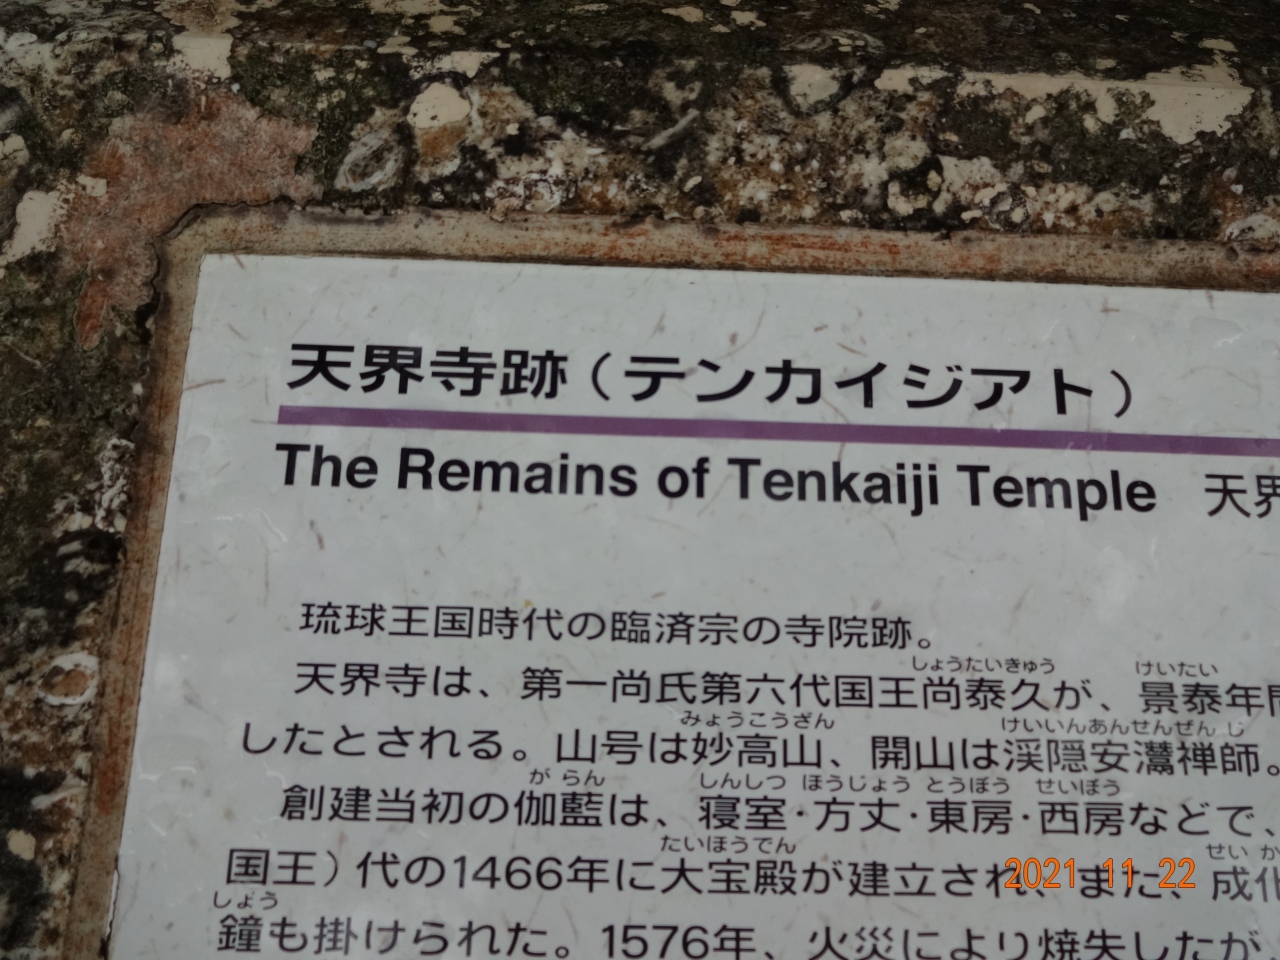 天界寺跡（テンカイジアト）
The Remains of Tenkaiji Temple 天界
琉球王国時代の臨済宗の寺院跡。
しょうたいきゅう けいたい
天界寺は、第一尚氏第六代国王尚泰久が、景泰年間
みょうこうざん けいいんあんせんぜんじ
したとされる。山号は妙高山、開山は渓隠安灊禅師。
がらん しんしつ ほうじょう とうぼう せいぼう
創建当初の伽藍は、寝室・方丈・東房・西房などで、
たいほうでん せいか
国王）代の1466年に大宝殿が建立され、また、成化
しょう
鐘も掛けられた。1576年、火災により焼失したが、
2021 11 22